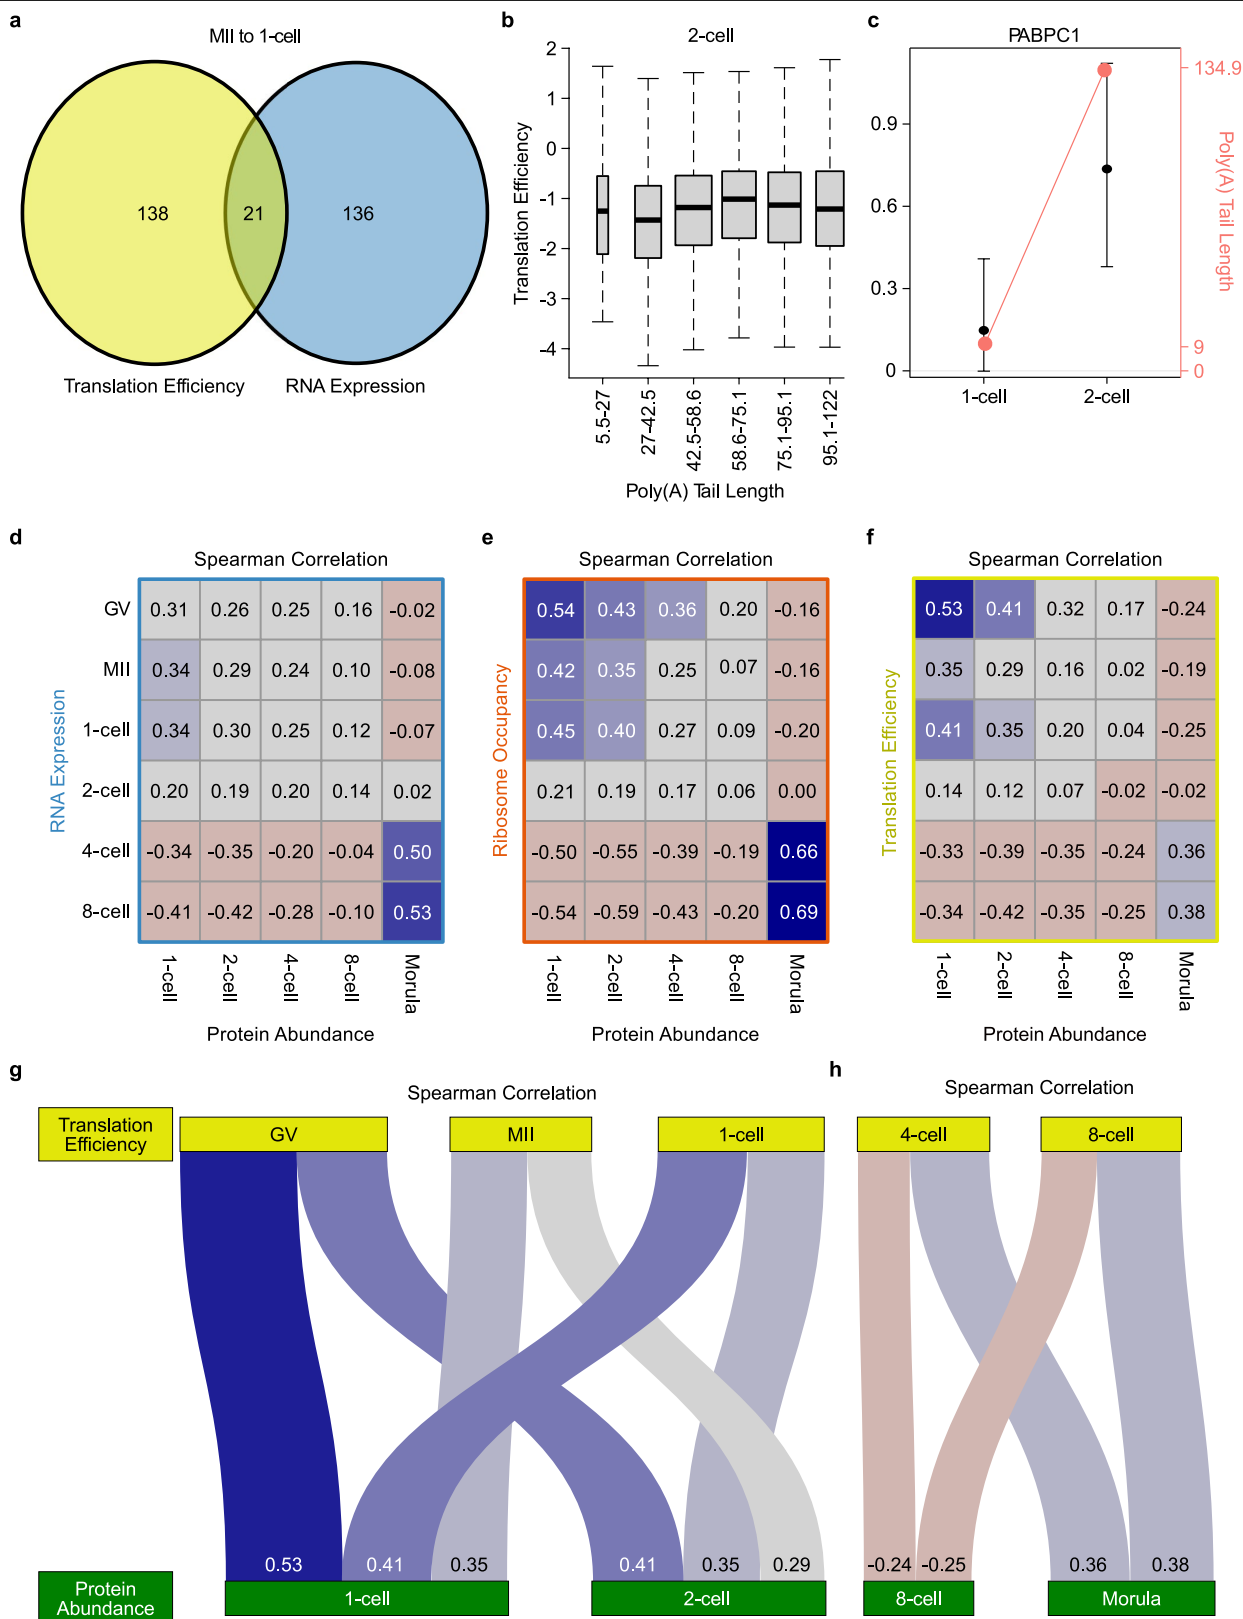 a
MII to 1-cell
138
21
136
Translation Efficiency
RNA Expression
b
2-cell
Translation Efficiency
2
1
0
-1
-2
-3
-4
5.5-27
27-42.5
42.5-58.6
58.6-75.1
75.1-95.1
95.1-122
Poly(A) Tail Length
c
PABPC1
0.9
0.6
0.3
0
134.9
9
0
Poly(A) Tail Length
1-cell
2-cell
d
Spearman Correlation
RNA Expression
GV 0.31 0.26 0.25 0.16 -0.02
MII 0.34 0.29 0.24 0.10 -0.08
1-cell 0.34 0.30 0.25 0.12 -0.07
2-cell 0.20 0.19 0.20 0.14 0.02
4-cell -0.34 -0.35 -0.20 -0.04 0.50
8-cell -0.41 -0.42 -0.28 -0.10 0.53
1-cell 2-cell 4-cell 8-cell Morula
Protein Abundance
e
Spearman Correlation
Ribosome Occupancy
0.54 0.43 0.36 0.20 -0.16
0.42 0.35 0.25 0.07 -0.16
0.45 0.40 0.27 0.09 -0.20
0.21 0.19 0.17 0.06 0.00
-0.50 -0.55 -0.39 -0.19 0.66
-0.54 -0.59 -0.43 -0.20 0.69
1-cell 2-cell 4-cell 8-cell Morula
Protein Abundance
f
Spearman Correlation
Translation Efficiency
0.53 0.41 0.32 0.17 -0.24
0.35 0.29 0.16 0.02 -0.19
0.41 0.35 0.20 0.04 -0.25
0.14 0.12 0.07 -0.02 -0.02
-0.33 -0.39 -0.35 -0.24 0.36
-0.34 -0.42 -0.35 -0.25 0.38
1-cell 2-cell 4-cell 8-cell Morula
Protein Abundance
g
Spearman Correlation
Translation
Efficiency
GV MII 1-cell
0.53 0.41 0.35 0.41 0.35 0.29
Protein
Abundance
1-cell 2-cell
h
Spearman Correlation
4-cell 8-cell
-0.24 -0.25 0.36 0.38
8-cell Morula